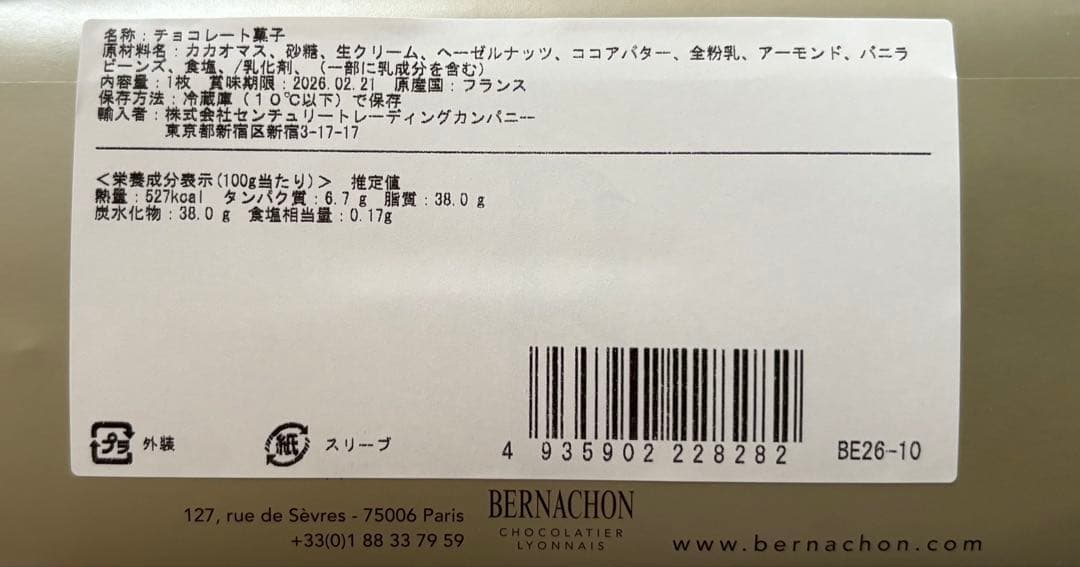 名称：チョコレート菓子
原材料名：カカオマス、砂糖、生クリーム、ヘーゼルナッツ、ココアバター、全粉乳、アーモンド、バニラ
ビーンズ、食塩、/乳化剤、（一部に乳成分を含む）
内容量：1枚 賞味期限：2026.02.21 原産国：フランス
保存方法：冷蔵庫（１０℃以下）で保存
輸入者：株式会社センチュリートレーディングカンパニー
東京都新宿区新宿3-17-17
＜栄養成分表示(100g当たり)＞ 推定値
熱量：527kcal タンパク質：6.7 g 脂質：38.0 g
炭水化物：38.0 g 食塩相当量：0.17g
プラ 外装 紙 スリーブ
4 935902 228282 BE26-10
127, rue de Sèvres - 75006 Paris
+33(0)1 88 33 79 59
BERNACHON
CHOCOLATIER
LYONNAIS
www.bernachon.com